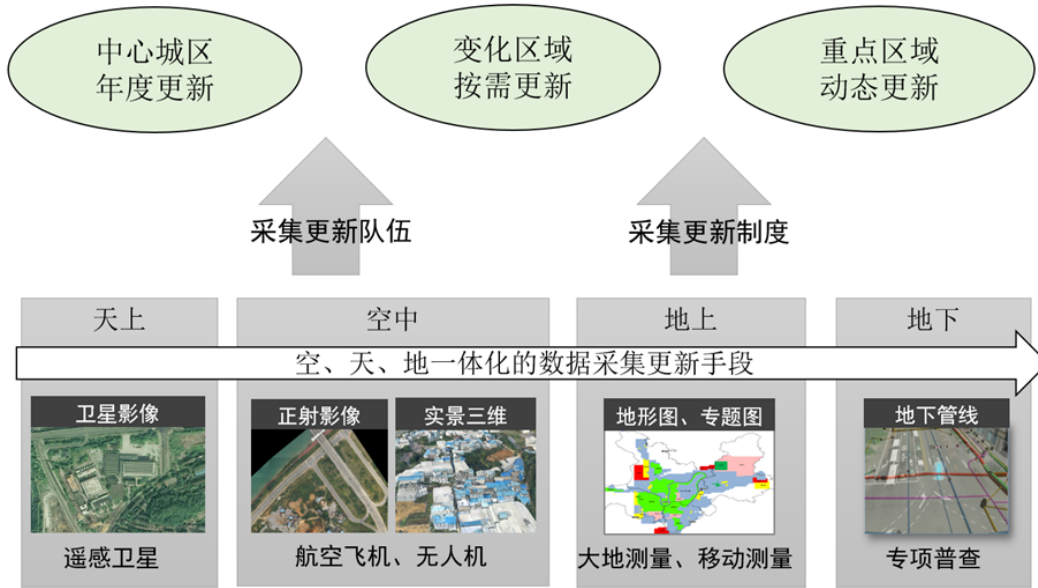 中心城区
年度更新
变化区域
按需更新
重点区域
动态更新
采集更新队伍
采集更新制度
天上
空中
地上
地下
空、天、地一体化的数据采集更新手段
卫星影像
正射影像
实景三维
地形图、专题图
地下管线
遥感卫星
航空飞机、无人机
大地测量、移动测量
专项普查